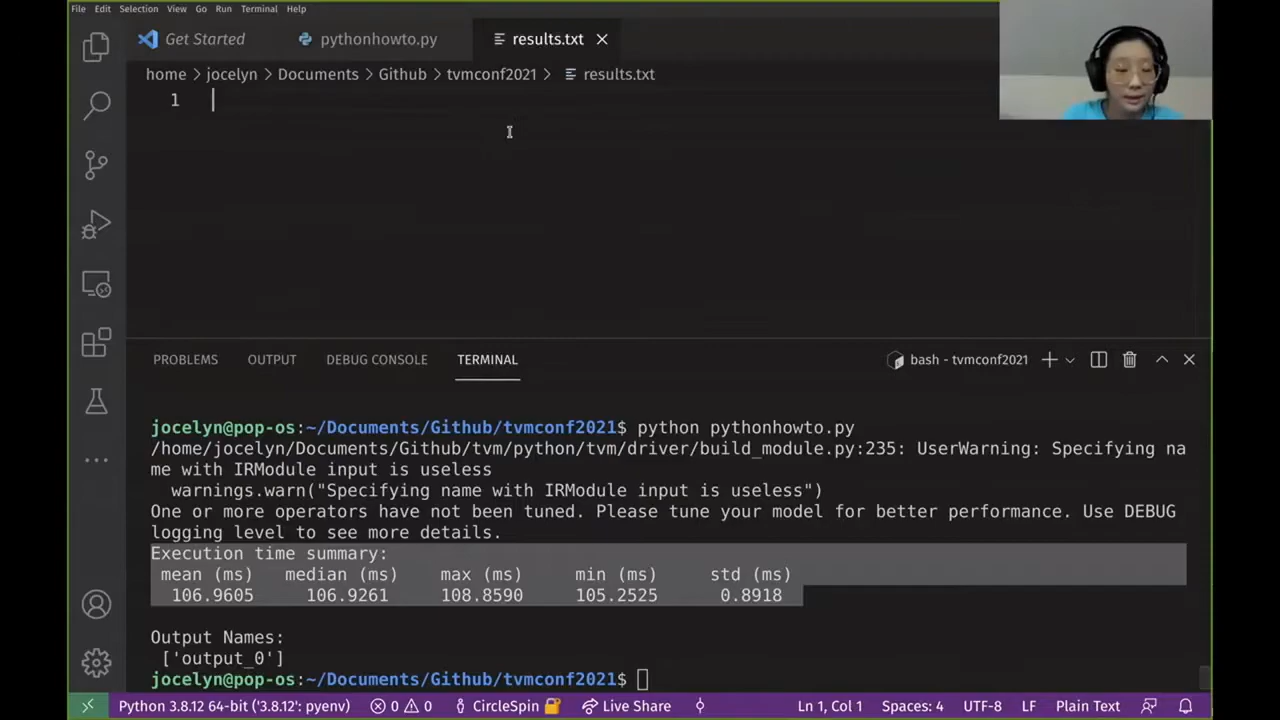 File Edit Selection View Go Run Terminal Help
Get Started pythonhowto.py results.txt
home > jocelyn > Documents > Github > tvmconf2021 > results.txt
1
PROBLEMS OUTPUT DEBUG CONSOLE TERMINAL bash - tvmconf2021
jocelyn@pop-os:~/Documents/Github/tvmconf2021$ python pythonhowto.py
/home/jocelyn/Documents/Github/tvm/python/tvm/driver/build_module.py:235: UserWarning: Specifying na
me with IRModule input is useless
warnings.warn("Specifying name with IRModule input is useless")
One or more operators have not been tuned. Please tune your model for better performance. Use DEBUG
logging level to see more details.
Execution time summary:
mean (ms) median (ms) max (ms) min (ms) std (ms)
106.9605 106.9261 108.8590 105.2525 0.8918
Output Names:
['output_0']
jocelyn@pop-os:~/Documents/Github/tvmconf2021$
Python 3.8.12 64-bit ('3.8.12': pyenv) 0 0 CircleSpin Live Share Ln 1, Col 1 Spaces: 4 UTF-8 LF Plain Text